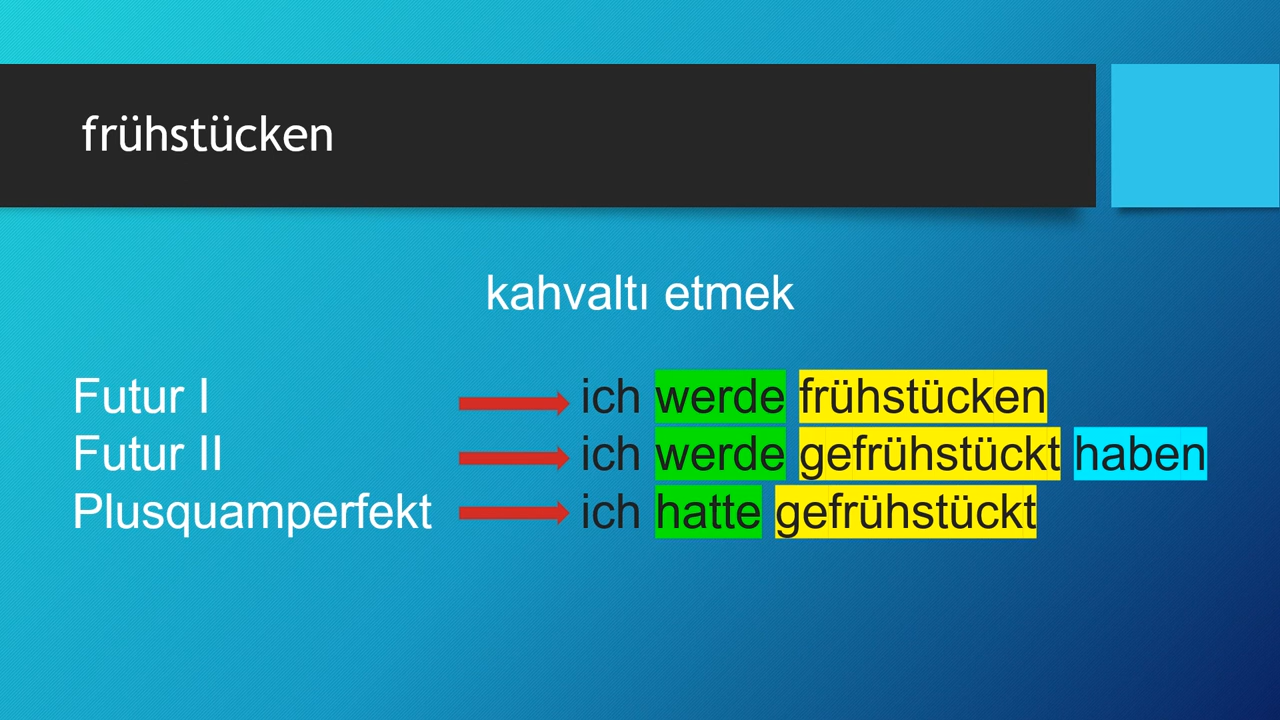 frühstücken
kahvaltı etmek
Futur I ich werde frühstücken
Futur II ich werde gefrühstückt haben
Plusquamperfekt ich hatte gefrühstückt